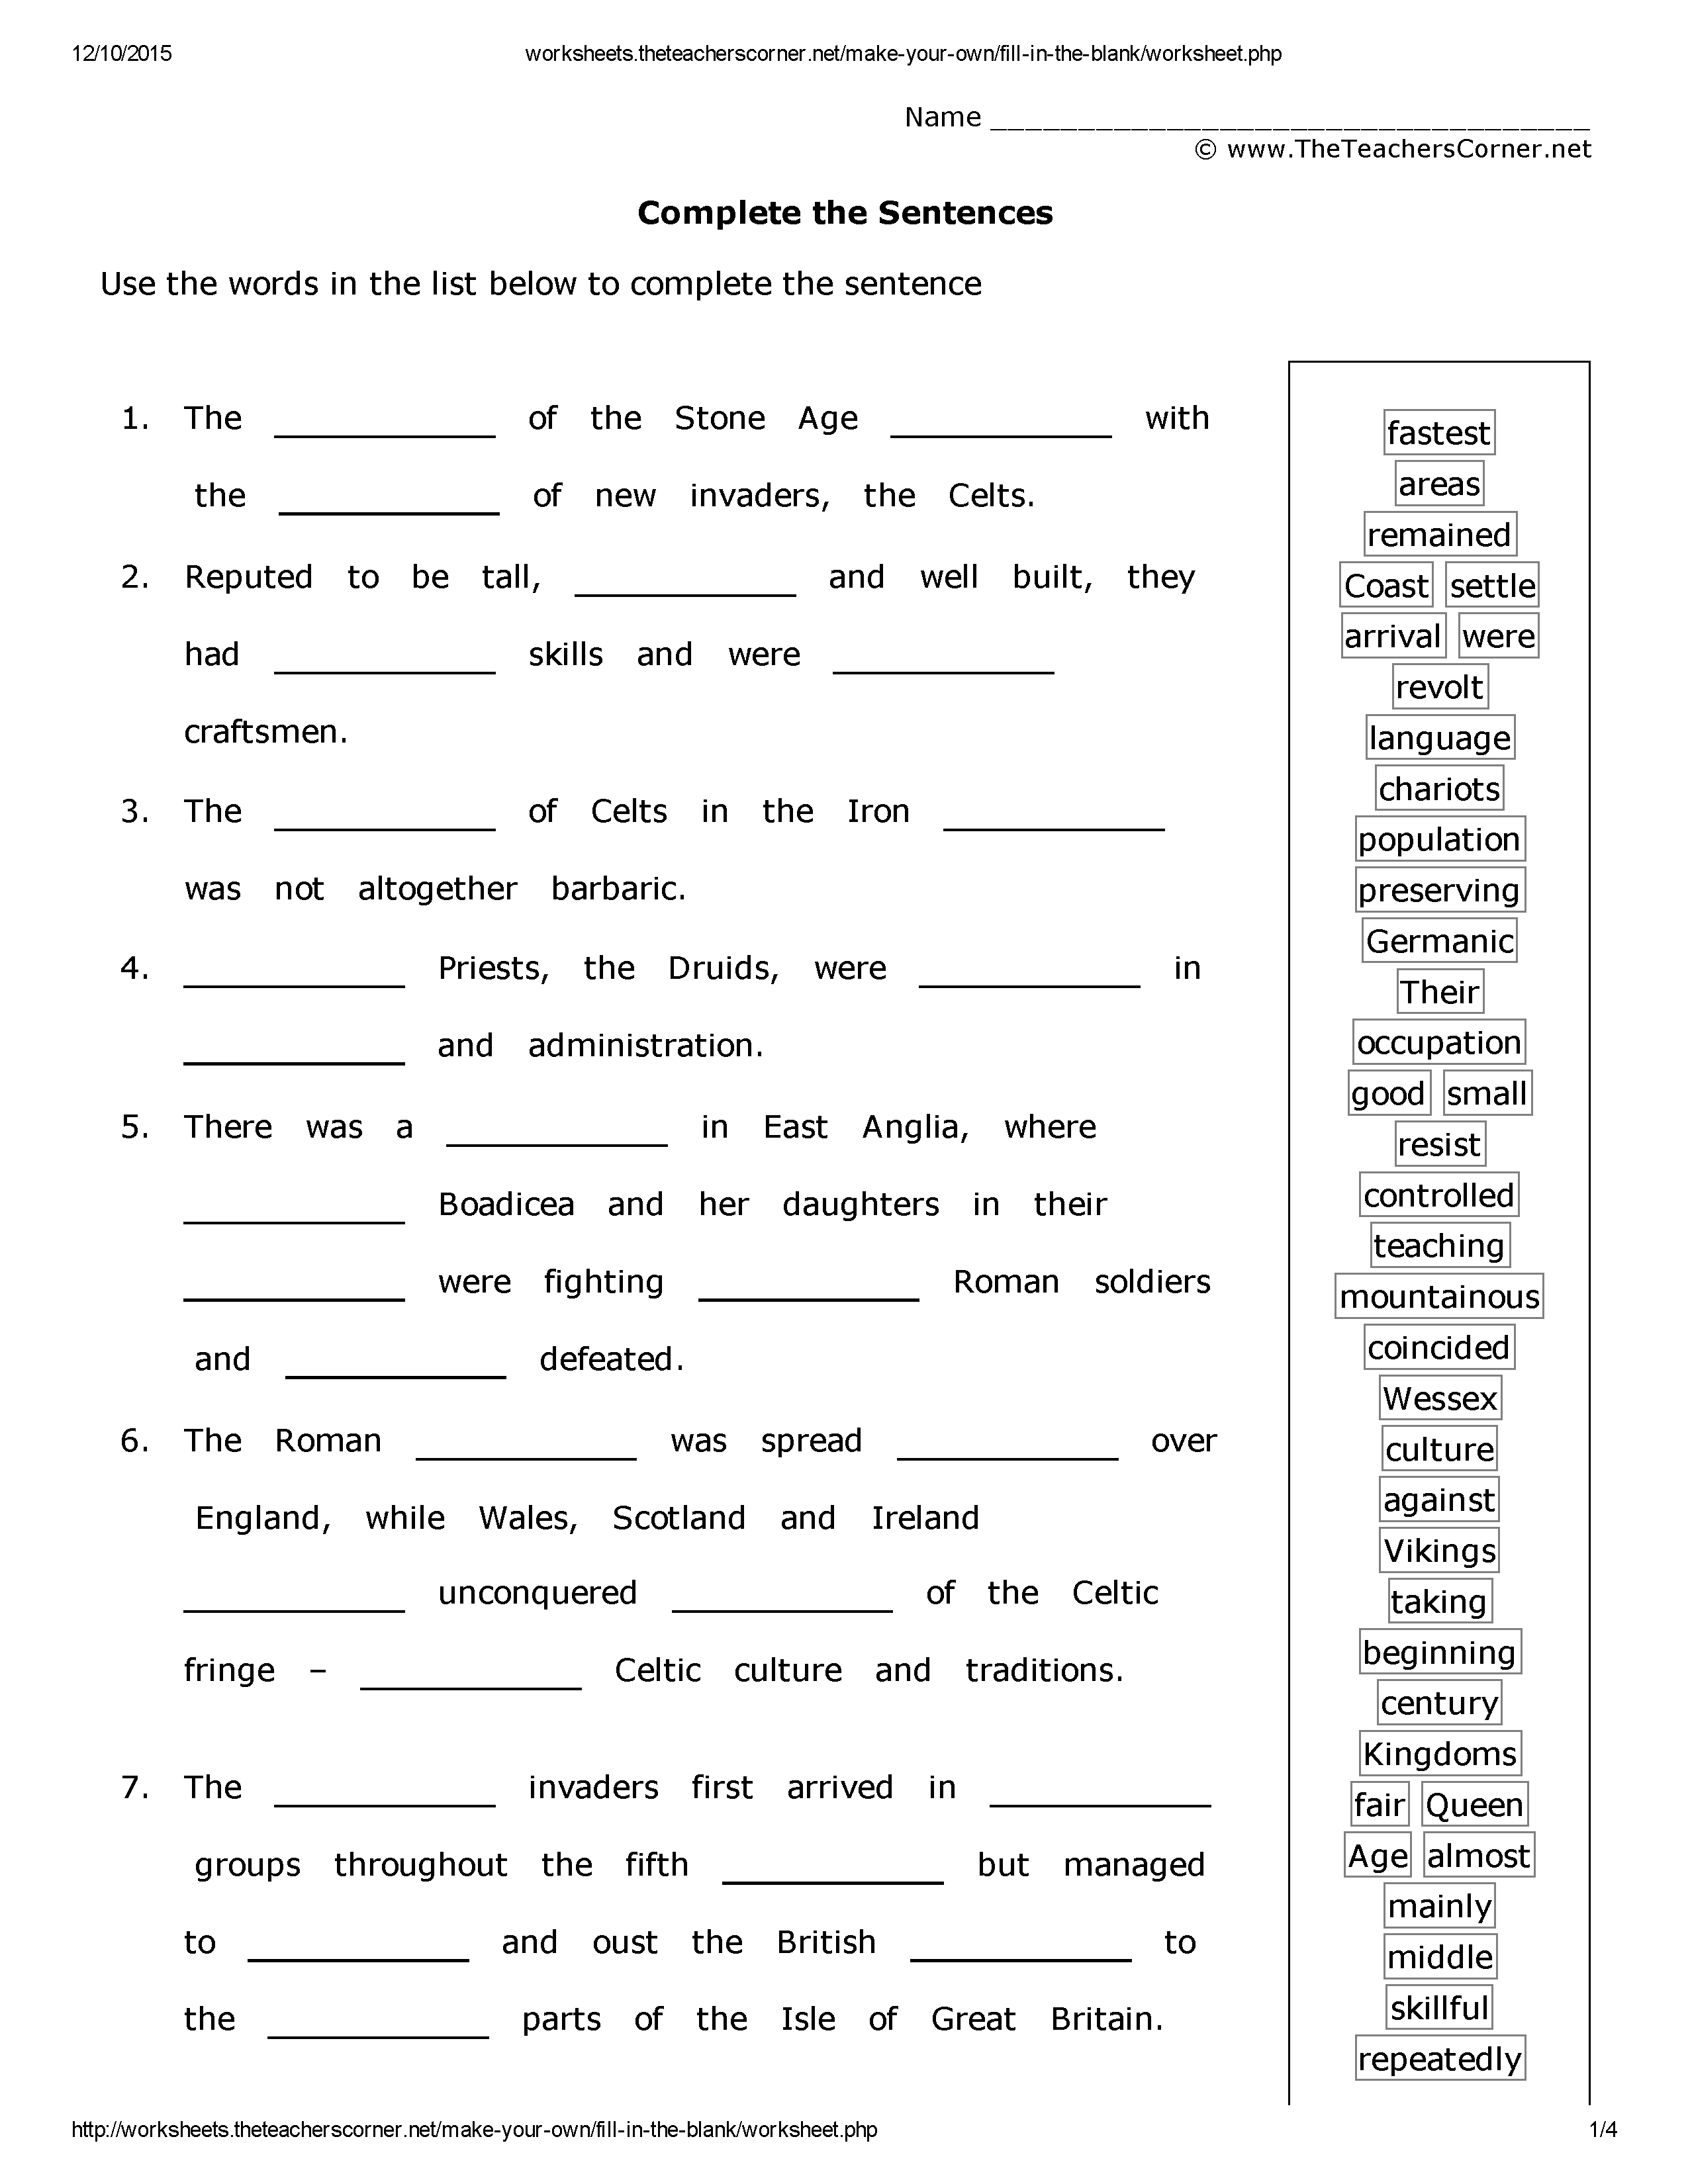 12/10/2015 worksheets.theteacherscorner.net/make-your-own/fill-in-the-blank/worksheet.php
Name __________________________________
© www.TheTeachersCorner.net
Complete the Sentences
Use the words in the list below to complete the sentence
1. The ____________ of the Stone Age ____________ with
the ____________ of new invaders, the Celts.
2. Reputed to be tall, ____________ and well built, they
had ____________ skills and were ____________
craftsmen.
3. The ____________ of Celts in the Iron ____________
was not altogether barbaric.
4. ____________ Priests, the Druids, were ____________ in
____________ and administration.
5. There was a ____________ in East Anglia, where
____________ Boadicea and her daughters in their
____________ were fighting ____________ Roman soldiers
and ____________ defeated.
6. The Roman ____________ was spread ____________ over
England, while Wales, Scotland and Ireland
____________ unconquered ____________ of the Celtic
fringe – ____________ Celtic culture and traditions.
7. The ____________ invaders first arrived in ____________
groups throughout the fifth ____________ but managed
to ____________ and oust the British ____________ to
the ____________ parts of the Isle of Great Britain.
fastest
areas
remained
Coast settle
arrival were
revolt
language
chariots
population
preserving
Germanic
Their
occupation
good small
resist
controlled
teaching
mountainous
coincided
Wessex
culture
against
Vikings
taking
beginning
century
Kingdoms
fair Queen
Age almost
mainly
middle
skillful
repeatedly
http://worksheets.theteacherscorner.net/make-your-own/fill-in-the-blank/worksheet.php 1/4